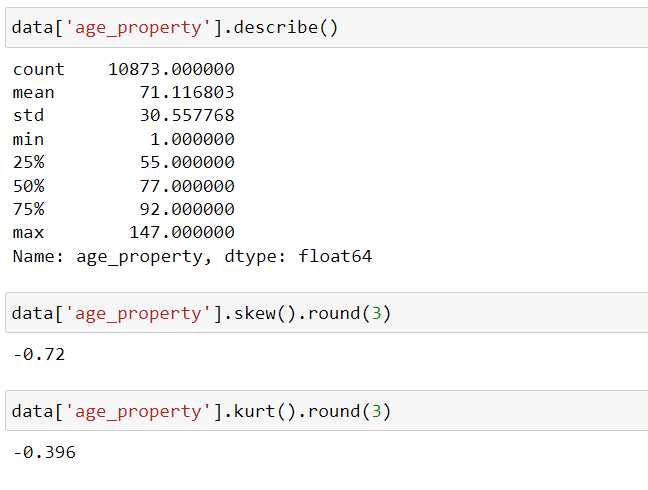 data['age_property'].describe()
count    10873.000000
mean        71.116803
std         30.557768
min          1.000000
25%         55.000000
50%         77.000000
75%         92.000000
max        147.000000
Name: age_property, dtype: float64
data['age_property'].skew().round(3)
-0.72
data['age_property'].kurt().round(3)
-0.396